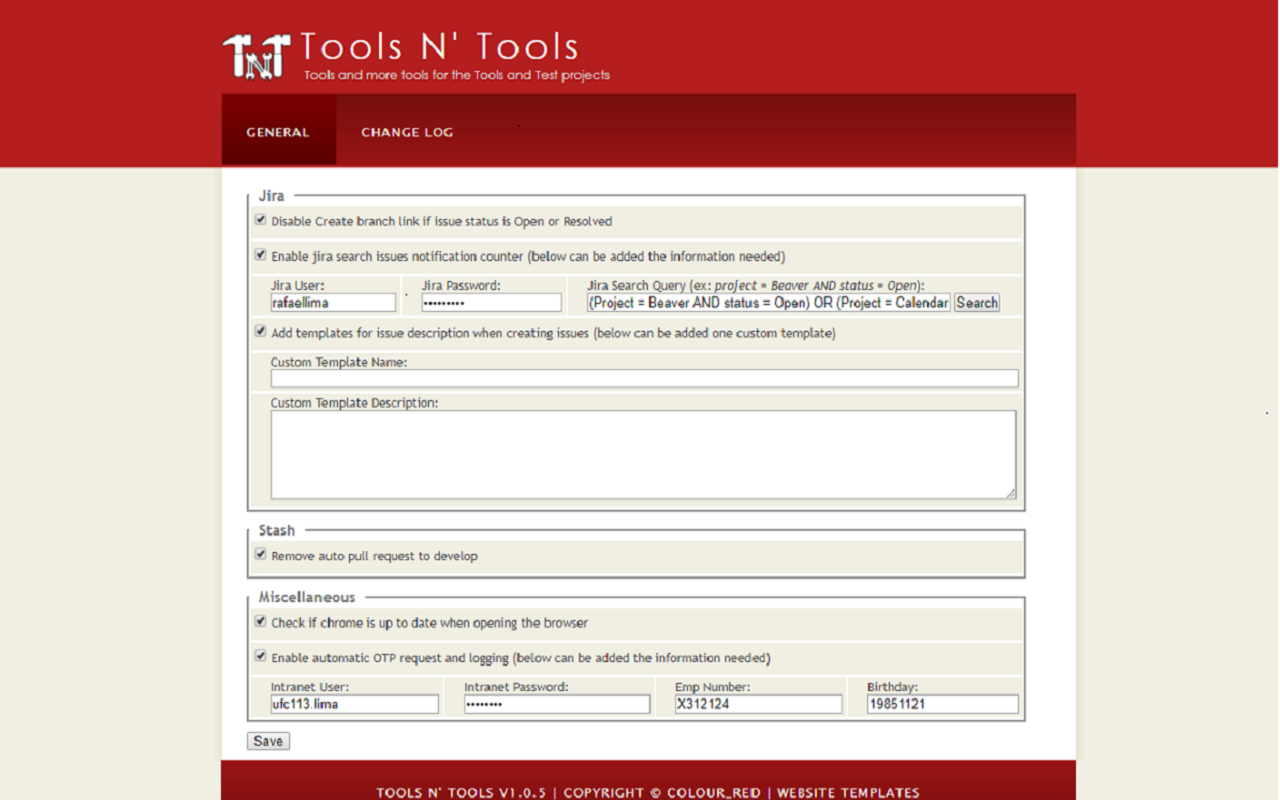 TNT Tools N' Tools
Tools and more tools for the Tools and Test projects
GENERAL CHANGE LOG
Jira
Disable Create branch link if issue status is Open or Resolved
Enable jira search issues notification counter (below can be added the information needed)
Jira User: Jira Password: Jira Search Query (ex: project = Beaver AND status = Open):
rafaellima ••••••••• (Project = Beaver AND status = Open) OR (Project = Calendar Search
Add templates for issue description when creating issues (below can be added one custom template)
Custom Template Name:
Custom Template Description:
Stash
Remove auto pull request to develop
Miscellaneous
Check if chrome is up to date when opening the browser
Enable automatic OTP request and logging (below can be added the information needed)
Intranet User: Intranet Password: Emp Number: Birthday:
ufc113.lima •••••••• X312124 19851121
Save
TOOLS N' TOOLS V1.0.5 | COPYRIGHT © COLOUR_RED | WEBSITE TEMPLATES